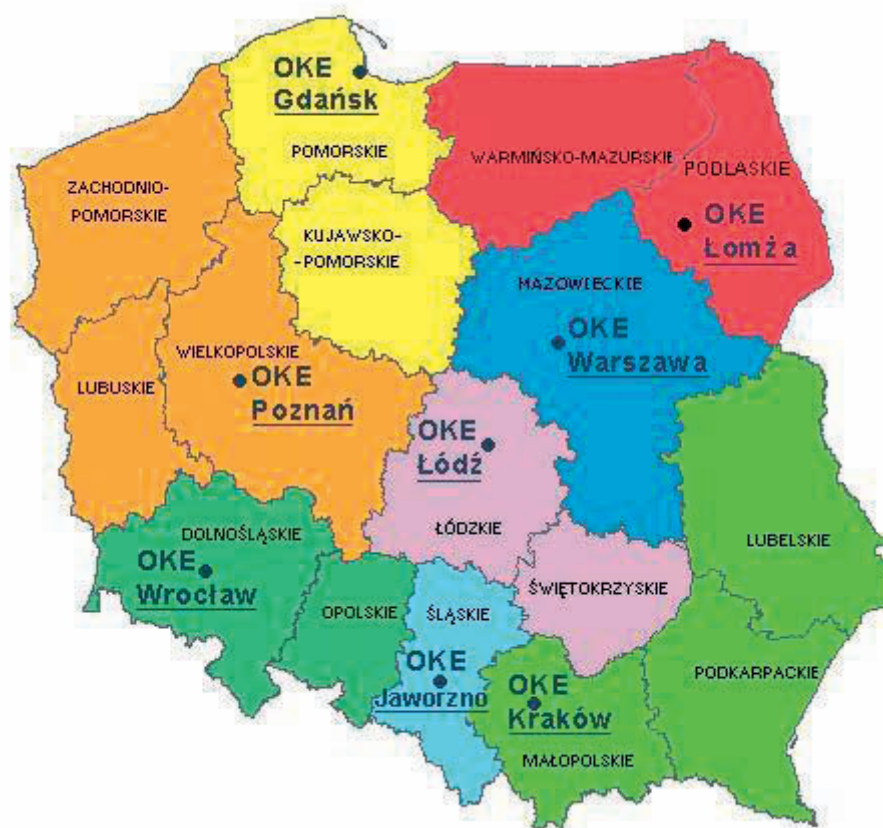 OKE
Gdańsk
POMORSKIE
WARMIŃSKO-MAZURSKIE
PODLASKIE
ZACHODNIO-
POMORSKIE
OKE
Łomża
KUJAWSKO-
-POMORSKIE
MAZOWIECKIE
OKE
Warszawa
WIELKOPOLSKIE
LUBUSKIE
OKE
Poznań
OKE
Łódź
ŁÓDZKIE
DOLNOŚLĄSKIE
OKE
Wrocław
LUBELSKIE
ŚWIĘTOKRZYSKIE
OPOLSKIE
ŚLĄSKIE
OKE
Jaworzno
OKE
Kraków
PODKARPACKIE
MAŁOPOLSKIE